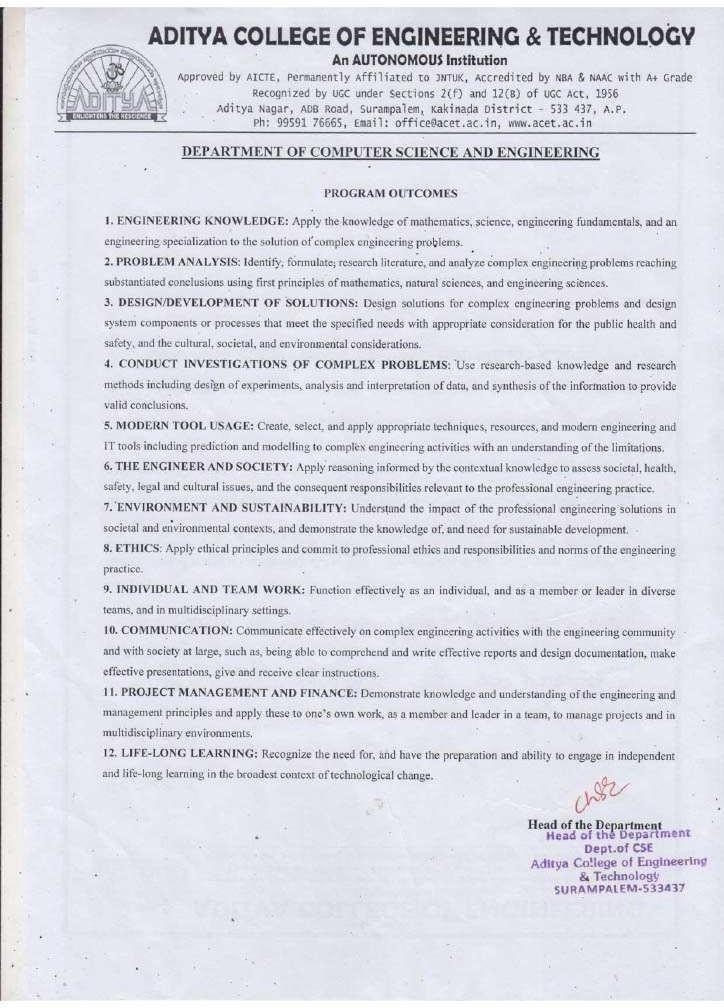 ADITYA COLLEGE OF ENGINEERING & TECHNOLOGY
An AUTONOMOUS Institution
Approved by AICTE, Permanently Affiliated to JNTUK, Accredited by NBA & NAAC with A+ Grade
Recognized by UGC under Sections 2(f) and 12(B) of UGC Act, 1956
Aditya Nagar, ADB Road, Surampalem, Kakinada District - 533 437, A.P.
Ph: 99591 76665, Email: office@acet.ac.in, www.acet.ac.in
ADITYA
ENLIGHTENS THE NESCIENCE
DEPARTMENT OF COMPUTER SCIENCE AND ENGINEERING
PROGRAM OUTCOMES
1. ENGINEERING KNOWLEDGE: Apply the knowledge of mathematics, science, engineering fundamentals, and an
engineering specialization to the solution of complex engineering problems.
2. PROBLEM ANALYSIS: Identify, formulate, research literature, and analyze complex engineering problems reaching
substantiated conclusions using first principles of mathematics, natural sciences, and engineering sciences.
3. DESIGN/DEVELOPMENT OF SOLUTIONS: Design solutions for complex engineering problems and design
system components or processes that meet the specified needs with appropriate consideration for the public health and
safety, and the cultural, societal, and environmental considerations.
4. CONDUCT INVESTIGATIONS OF COMPLEX PROBLEMS: Use research-based knowledge and research
methods including design of experiments, analysis and interpretation of data, and synthesis of the information to provide
valid conclusions.
5. MODERN TOOL USAGE: Create, select, and apply appropriate techniques, resources, and modern engineering and
IT tools including prediction and modelling to complex engineering activities with an understanding of the limitations.
6. THE ENGINEER AND SOCIETY: Apply reasoning informed by the contextual knowledge to assess societal, health,
safety, legal and cultural issues, and the consequent responsibilities relevant to the professional engineering practice.
7. ENVIRONMENT AND SUSTAINABILITY: Understand the impact of the professional engineering solutions in
societal and environmental contexts, and demonstrate the knowledge of, and need for sustainable development.
8. ETHICS: Apply ethical principles and commit to professional ethics and responsibilities and norms of the engineering
practice.
9. INDIVIDUAL AND TEAM WORK: Function effectively as an individual, and as a member or leader in diverse
teams, and in multidisciplinary settings.
10. COMMUNICATION: Communicate effectively on complex engineering activities with the engineering community
and with society at large, such as, being able to comprehend and write effective reports and design documentation, make
effective presentations, give and receive clear instructions.
11. PROJECT MANAGEMENT AND FINANCE: Demonstrate knowledge and understanding of the engineering and
management principles and apply these to one's own work, as a member and leader in a team, to manage projects and in
multidisciplinary environments.
12. LIFE-LONG LEARNING: Recognize the need for, and have the preparation and ability to engage in independent
and life-long learning in the broadest context of technological change.
Head of the Department
Head of the Department
Dept.of CSE
Aditya College of Engineering
& Technology
SURAMPALEM-533437